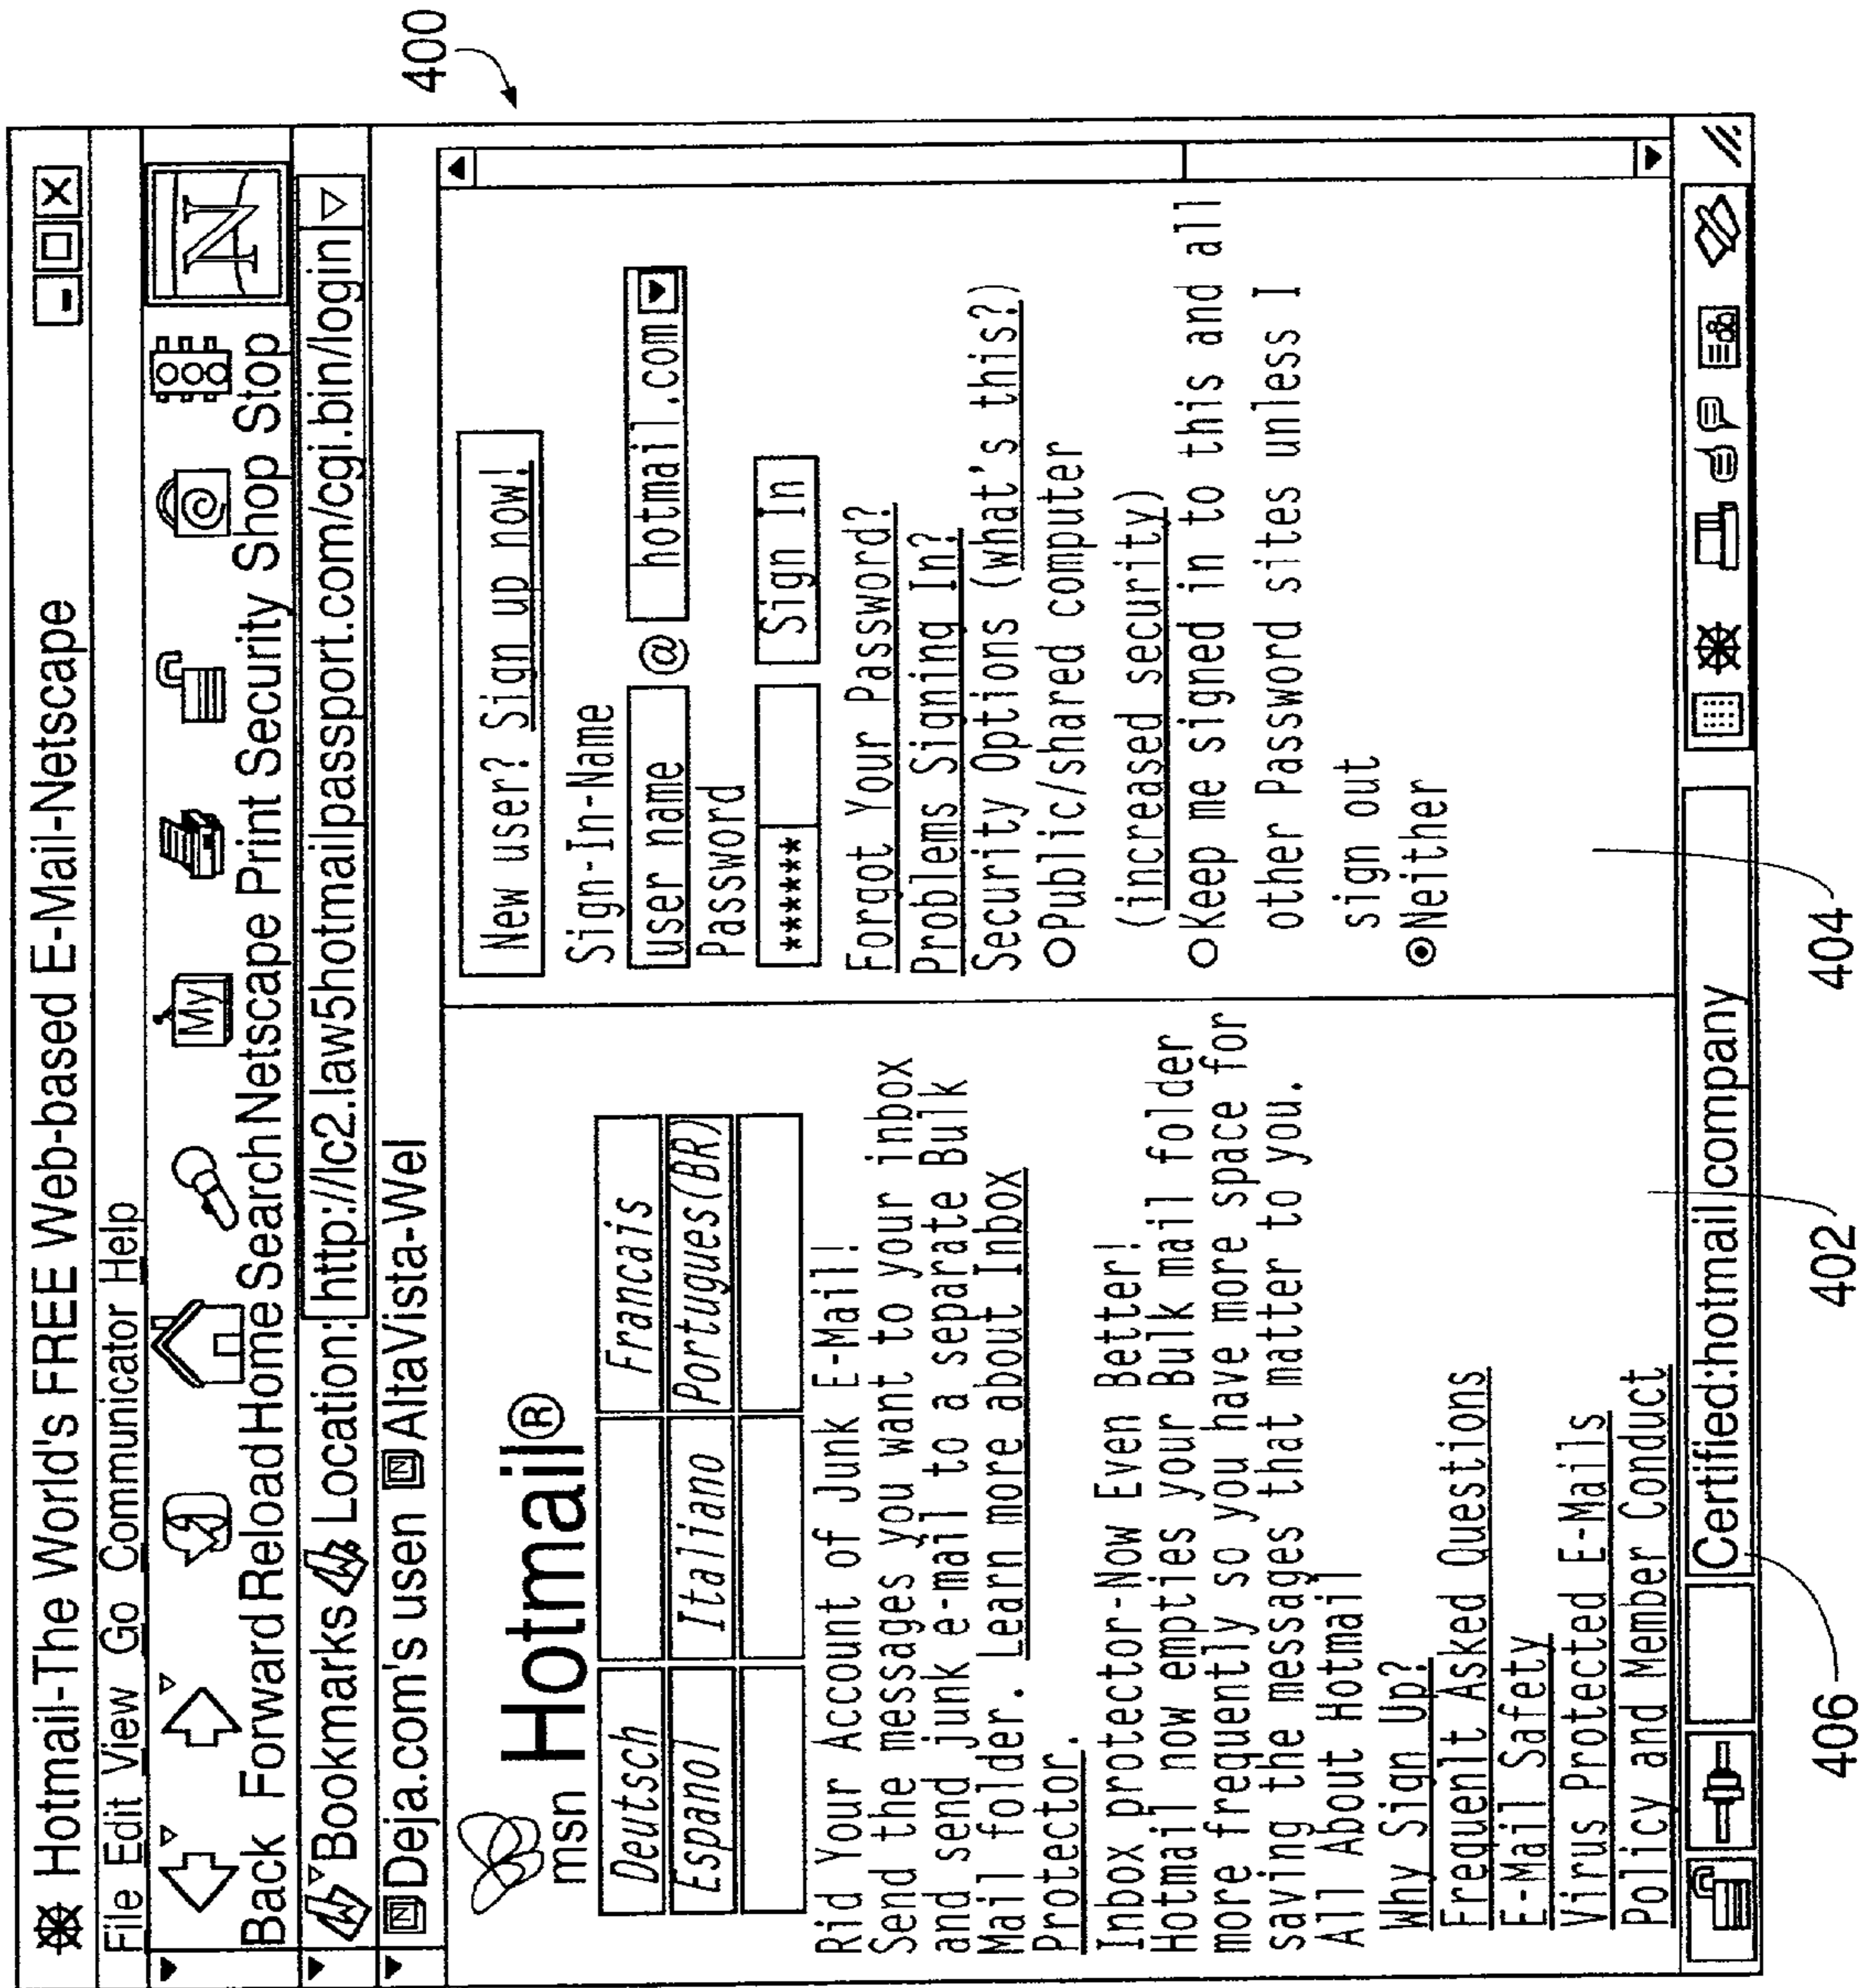 Hotmail-The World's FREE Web-based E-Mail-Netscape
File Edit View Go Communicator Help
My
N
Back Forward Reload Home Search Netscape Print Security Shop Stop
Bookmarks Location: http://lc2.law5hotmailpassport.com/cgi.bin/login
N Deja.com's usen N AltaVista-Wel
400
msn Hotmail®
Deutsch Francais
Espanol Italiano Portugues(BR)
Rid Your Account of Junk E-Mail!
Send the messages you want to your inbox
and send junk e-mail to a separate Bulk
Mail folder. Learn more about Inbox
Protector.
Inbox protector-Now Even Better!
Hotmail now empties your Bulk mail folder
more frequently so you have more space for
saving the messages that matter to you.
All About Hotmail
Why Sign Up?
Frequenlt Asked Questions
E-Mail Safety
Virus Protected E-Mails
Policy and Member Conduct
New user? Sign up now!
Sign-In-Name
user name @ hotmail.com
Password
****** Sign In
Forgot Your Password?
Problems Signing In?
Security Options (what's this?)
Public/shared computer
(increased security)
Keep me signed in to this and all
other Password sites unless I
sign out
Neither
Certified:hotmail company
406
402
404